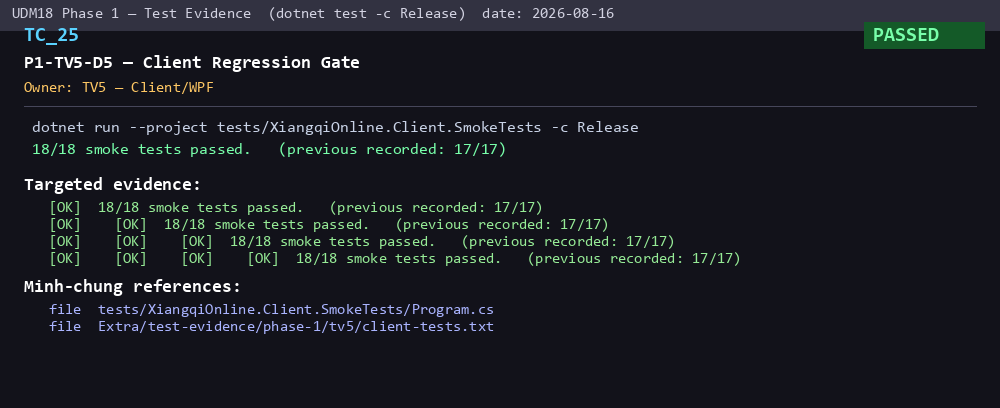 UDM18 Phase 1 — Test Evidence  (dotnet test -c Release)  date: 2026-08-16
TC_25
PASSED
P1-TV5-D5 — Client Regression Gate
Owner: TV5 — Client/WPF
dotnet run --project tests/XiangqiOnline.Client.SmokeTests -c Release
18/18 smoke tests passed.   (previous recorded: 17/17)
Targeted evidence:
[OK]  18/18 smoke tests passed.   (previous recorded: 17/17)
[OK]    [OK]  18/18 smoke tests passed.   (previous recorded: 17/17)
[OK]    [OK]    [OK]  18/18 smoke tests passed.   (previous recorded: 17/17)
[OK]    [OK]    [OK]    [OK]  18/18 smoke tests passed.   (previous recorded: 17/17)
Minh-chung references:
file  tests/XiangqiOnline.Client.SmokeTests/Program.cs
file  Extra/test-evidence/phase-1/tv5/client-tests.txt